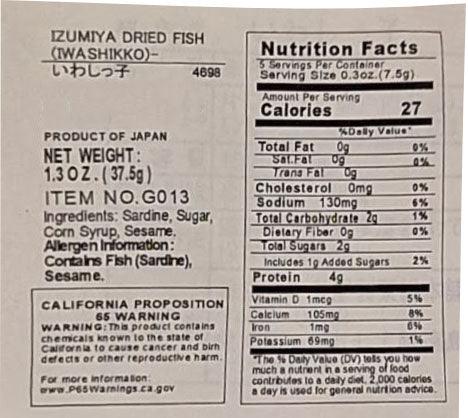 IZUMIYA DRIED FISH
(IWASHIKKO)-
いわしっ子 4698
PRODUCT OF JAPAN
NET WEIGHT:
1.3 OZ. (37.5g)
ITEM NO.G013
Ingredients: Sardine, Sugar,
Corn Syrup, Sesame.
Allergen Information:
Contains Fish (Sardine),
Sesame.
CALIFORNIA PROPOSITION
65 WARNING
WARNING: This product contains
chemicals known to the state of
California to cause cancer and birh
defects or other reproductive harm.
For more information:
www.P65Warnings.ca.gov
Nutrition Facts
5 Servings Per Container
Serving Size 0.3oz.(7.5g)
Amount Per Serving
Calories 27
%Daily Value*
Total Fat 0g 0%
Sat.Fat 0g 0%
Trans Fat 0g
Cholesterol 0mg 0%
Sodium 130mg 6%
Total Carbohydrate 2g 1%
Dietary Fiber 0g 0%
Total Sugars 2g
Includes 1g Added Sugars 2%
Protein 4g
Vitamin D 1mcg 5%
Calcium 105mg 8%
Iron 1mg 6%
Potassium 69mg 1%
*The % Daily Value (DV) tells you how
much a nutrient in a serving of food
contributes to a daily diet. 2,000 calories
a day is used for general nutrition advice.